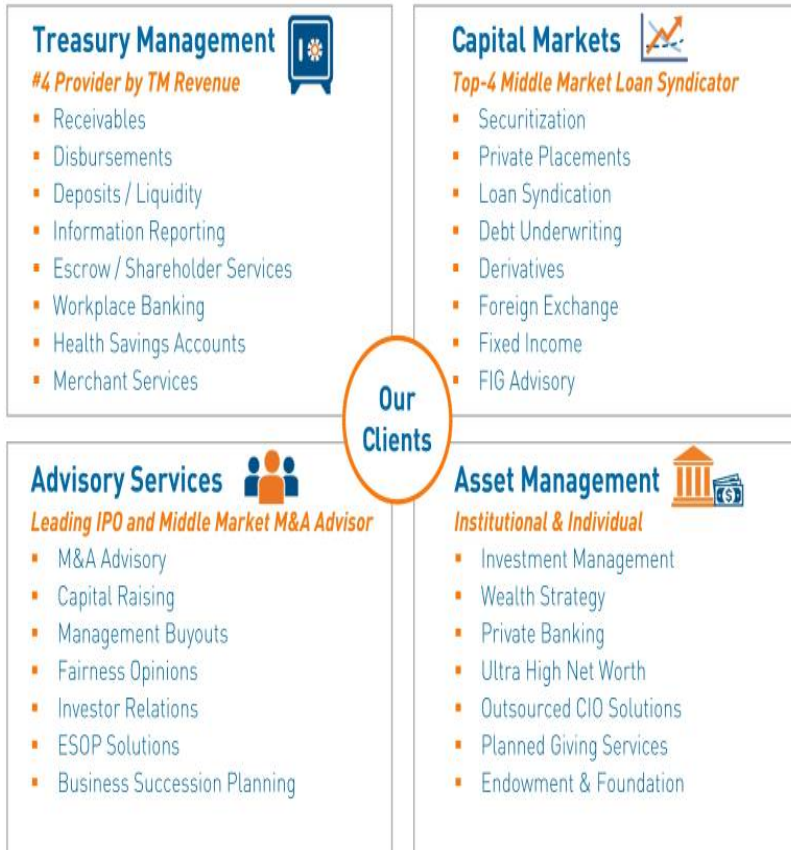 Treasury Management
#4 Provider by TM Revenue
Receivables
Disbursements
Deposits / Liquidity
Information Reporting
Escrow / Shareholder Services
Workplace Banking
Health Savings Accounts
Merchant Services
Capital Markets
Top-4 Middle Market Loan Syndicator
Securitization
Private Placements
Loan Syndication
Debt Underwriting
Derivatives
Foreign Exchange
Fixed Income
FIG Advisory
Our
Clients
Advisory Services
Leading IPO and Middle Market M&A Advisor
M&A Advisory
Capital Raising
Management Buyouts
Fairness Opinions
Investor Relations
ESOP Solutions
Business Succession Planning
Asset Management
Institutional & Individual
Investment Management
Wealth Strategy
Private Banking
Ultra High Net Worth
Outsourced CIO Solutions
Planned Giving Services
Endowment & Foundation